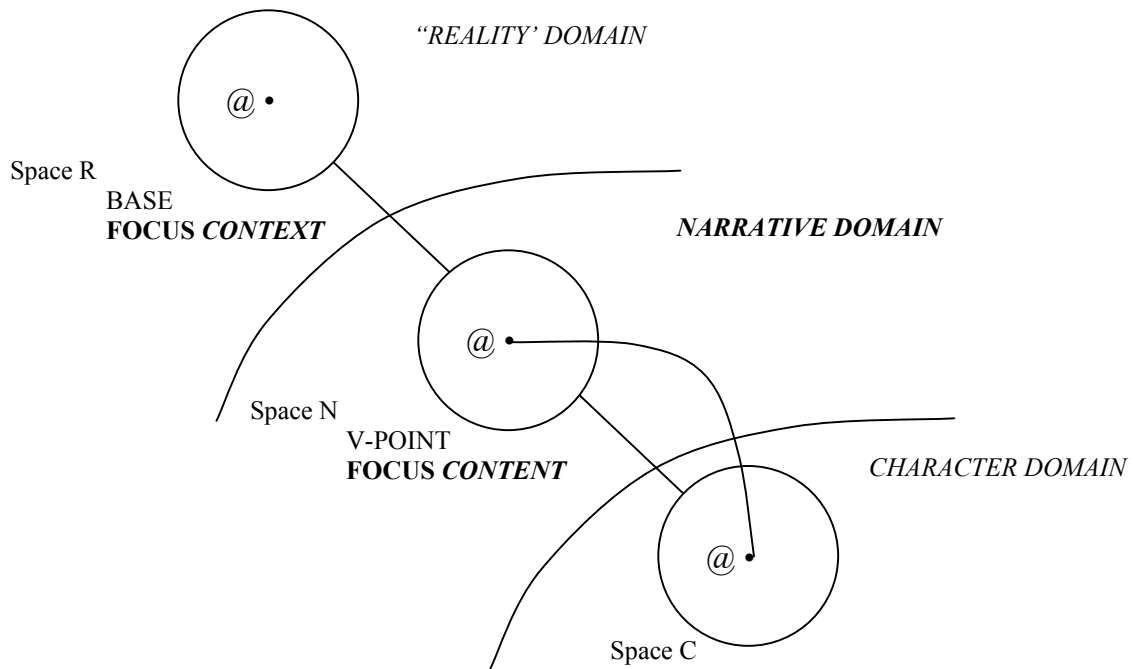 “REALITY’ DOMAIN
@
Space R
BASE
FOCUS CONTEXT
NARRATIVE DOMAIN
@
Space N
V-POINT
FOCUS CONTENT
CHARACTER DOMAIN
@
Space C